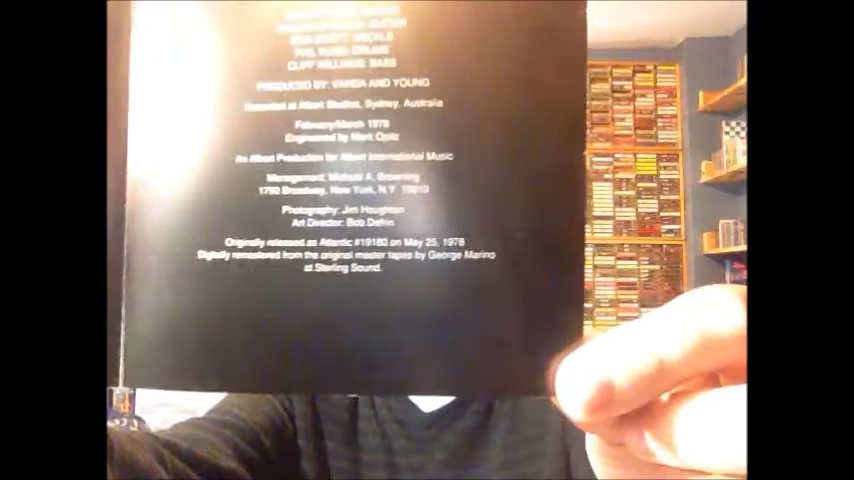 BON SCOTT: VOCALS
PHIL RUDD: DRUMS
CLIFF WILLIAMS: BASS
PRODUCED BY: VANDA AND YOUNG
Recorded at Albert Studios, Sydney, Australia
February/March 1978
Engineered by Mark Opitz
An Albert Production for Albert International Music
Management: Michael A. Browning
1790 Broadway, New York, N.Y. 10019
Photography: Jim Houghton
Art Director: Bob Defrin
Originally released as Atlantic #19180 on May 25, 1978
Digitally remastered from the original master tapes by George Marino
at Sterling Sound.